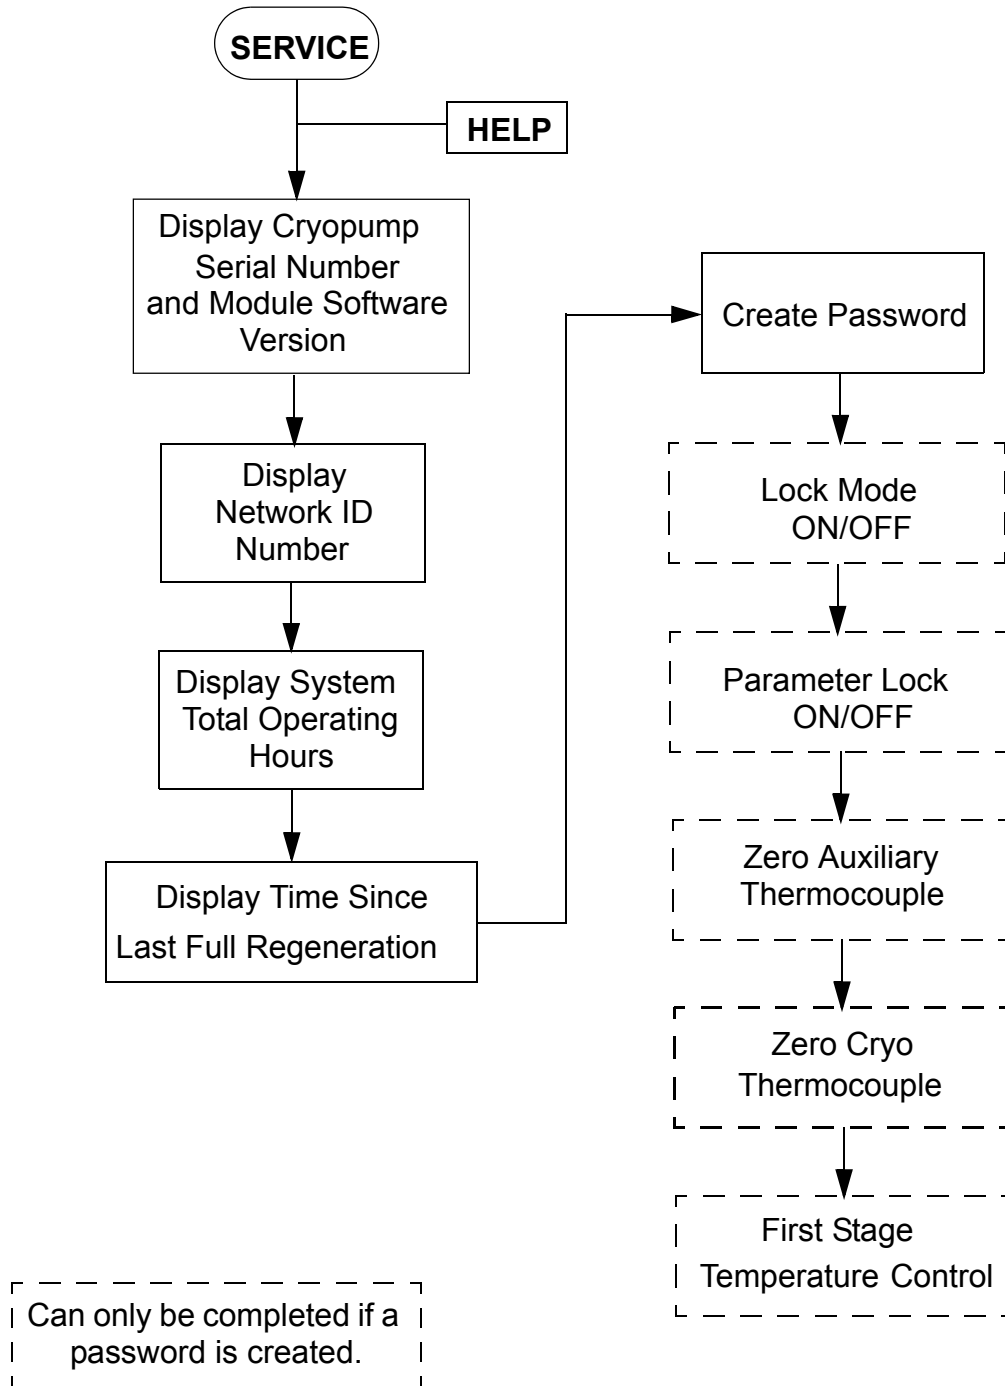 SERVICE
HELP
Display Cryopump
Serial Number
and Module Software
Version
Display
Network ID
Number
Display System
Total Operating
Hours
Display Time Since
Last Full Regeneration
Create Password
Lock Mode
ON/OFF
Parameter Lock
ON/OFF
Zero Auxiliary
Thermocouple
Zero Cryo
Thermocouple
First Stage
Temperature Control
Can only be completed if a
password is created.